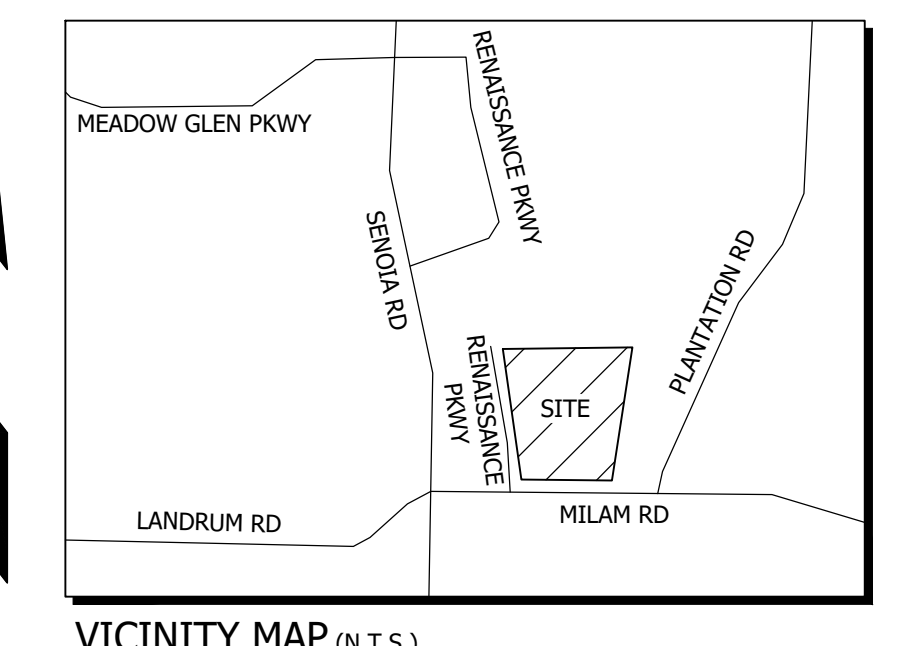 MEADOW GLEN PKWY
RENAISSANCE PKWY
SENOIA RD
PLANTATION RD
RENAISSANCE
PKWY
SITE
LANDRUM RD
MILAM RD
VICINITY MAP (N.T.S.)